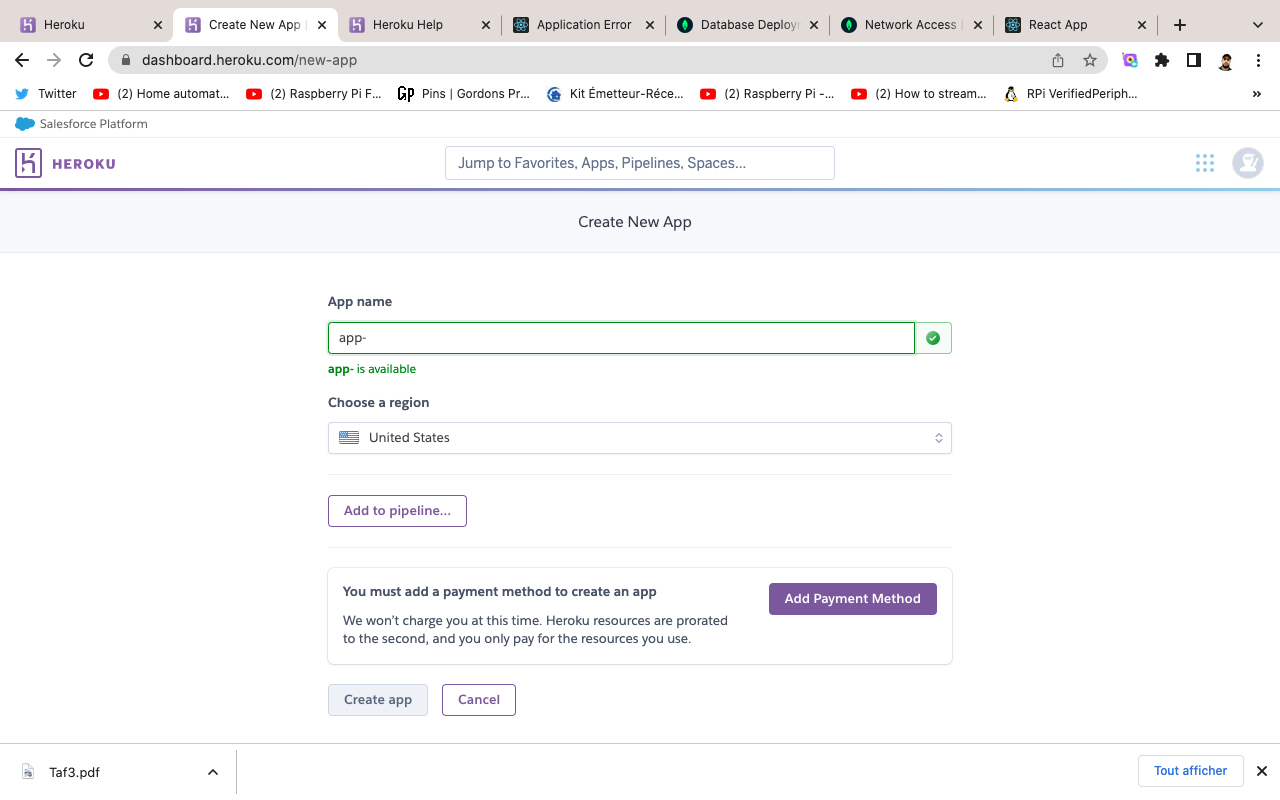 Heroku
Create New App
Heroku Help
Application Error
Database Deploy
Network Access
React App
dashboard.heroku.com/new-app
Twitter
(2) Home automat...
(2) Raspberry Pi F...
Pins | Gordons Pr...
Kit Émetteur-Réce...
(2) Raspberry Pi -...
(2) How to stream...
RPi VerifiedPeriph...
»
Salesforce Platform
HEROKU
Jump to Favorites, Apps, Pipelines, Spaces...
Create New App
App name
app-
app- is available
Choose a region
United States
Add to pipeline...
You must add a payment method to create an app
Add Payment Method
We won’t charge you at this time. Heroku resources are prorated
to the second, and you only pay for the resources you use.
Create app
Cancel
Taf3.pdf
Tout afficher